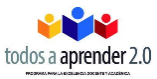 todos a aprender 2.0
PROGRAMA PARA LA EXCELENCIA DOCENTE Y ACADÉMICA